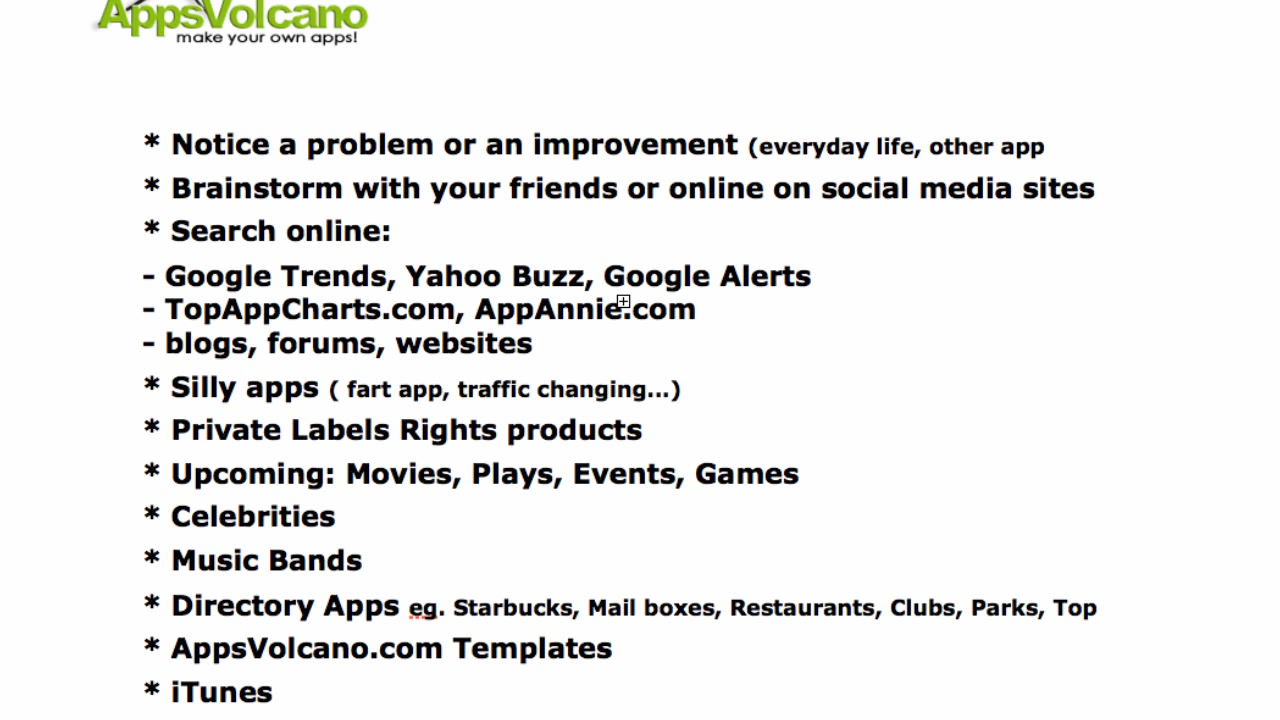 AppsVolcano
make your own apps!
* Notice a problem or an improvement (everyday life, other app
* Brainstorm with your friends or online on social media sites
* Search online:
- Google Trends, Yahoo Buzz, Google Alerts
- TopAppCharts.com, AppAnnie.com
- blogs, forums, websites
* Silly apps ( fart app, traffic changing...)
* Private Labels Rights products
* Upcoming: Movies, Plays, Events, Games
* Celebrities
* Music Bands
* Directory Apps eg. Starbucks, Mail boxes, Restaurants, Clubs, Parks, Top
* AppsVolcano.com Templates
* iTunes